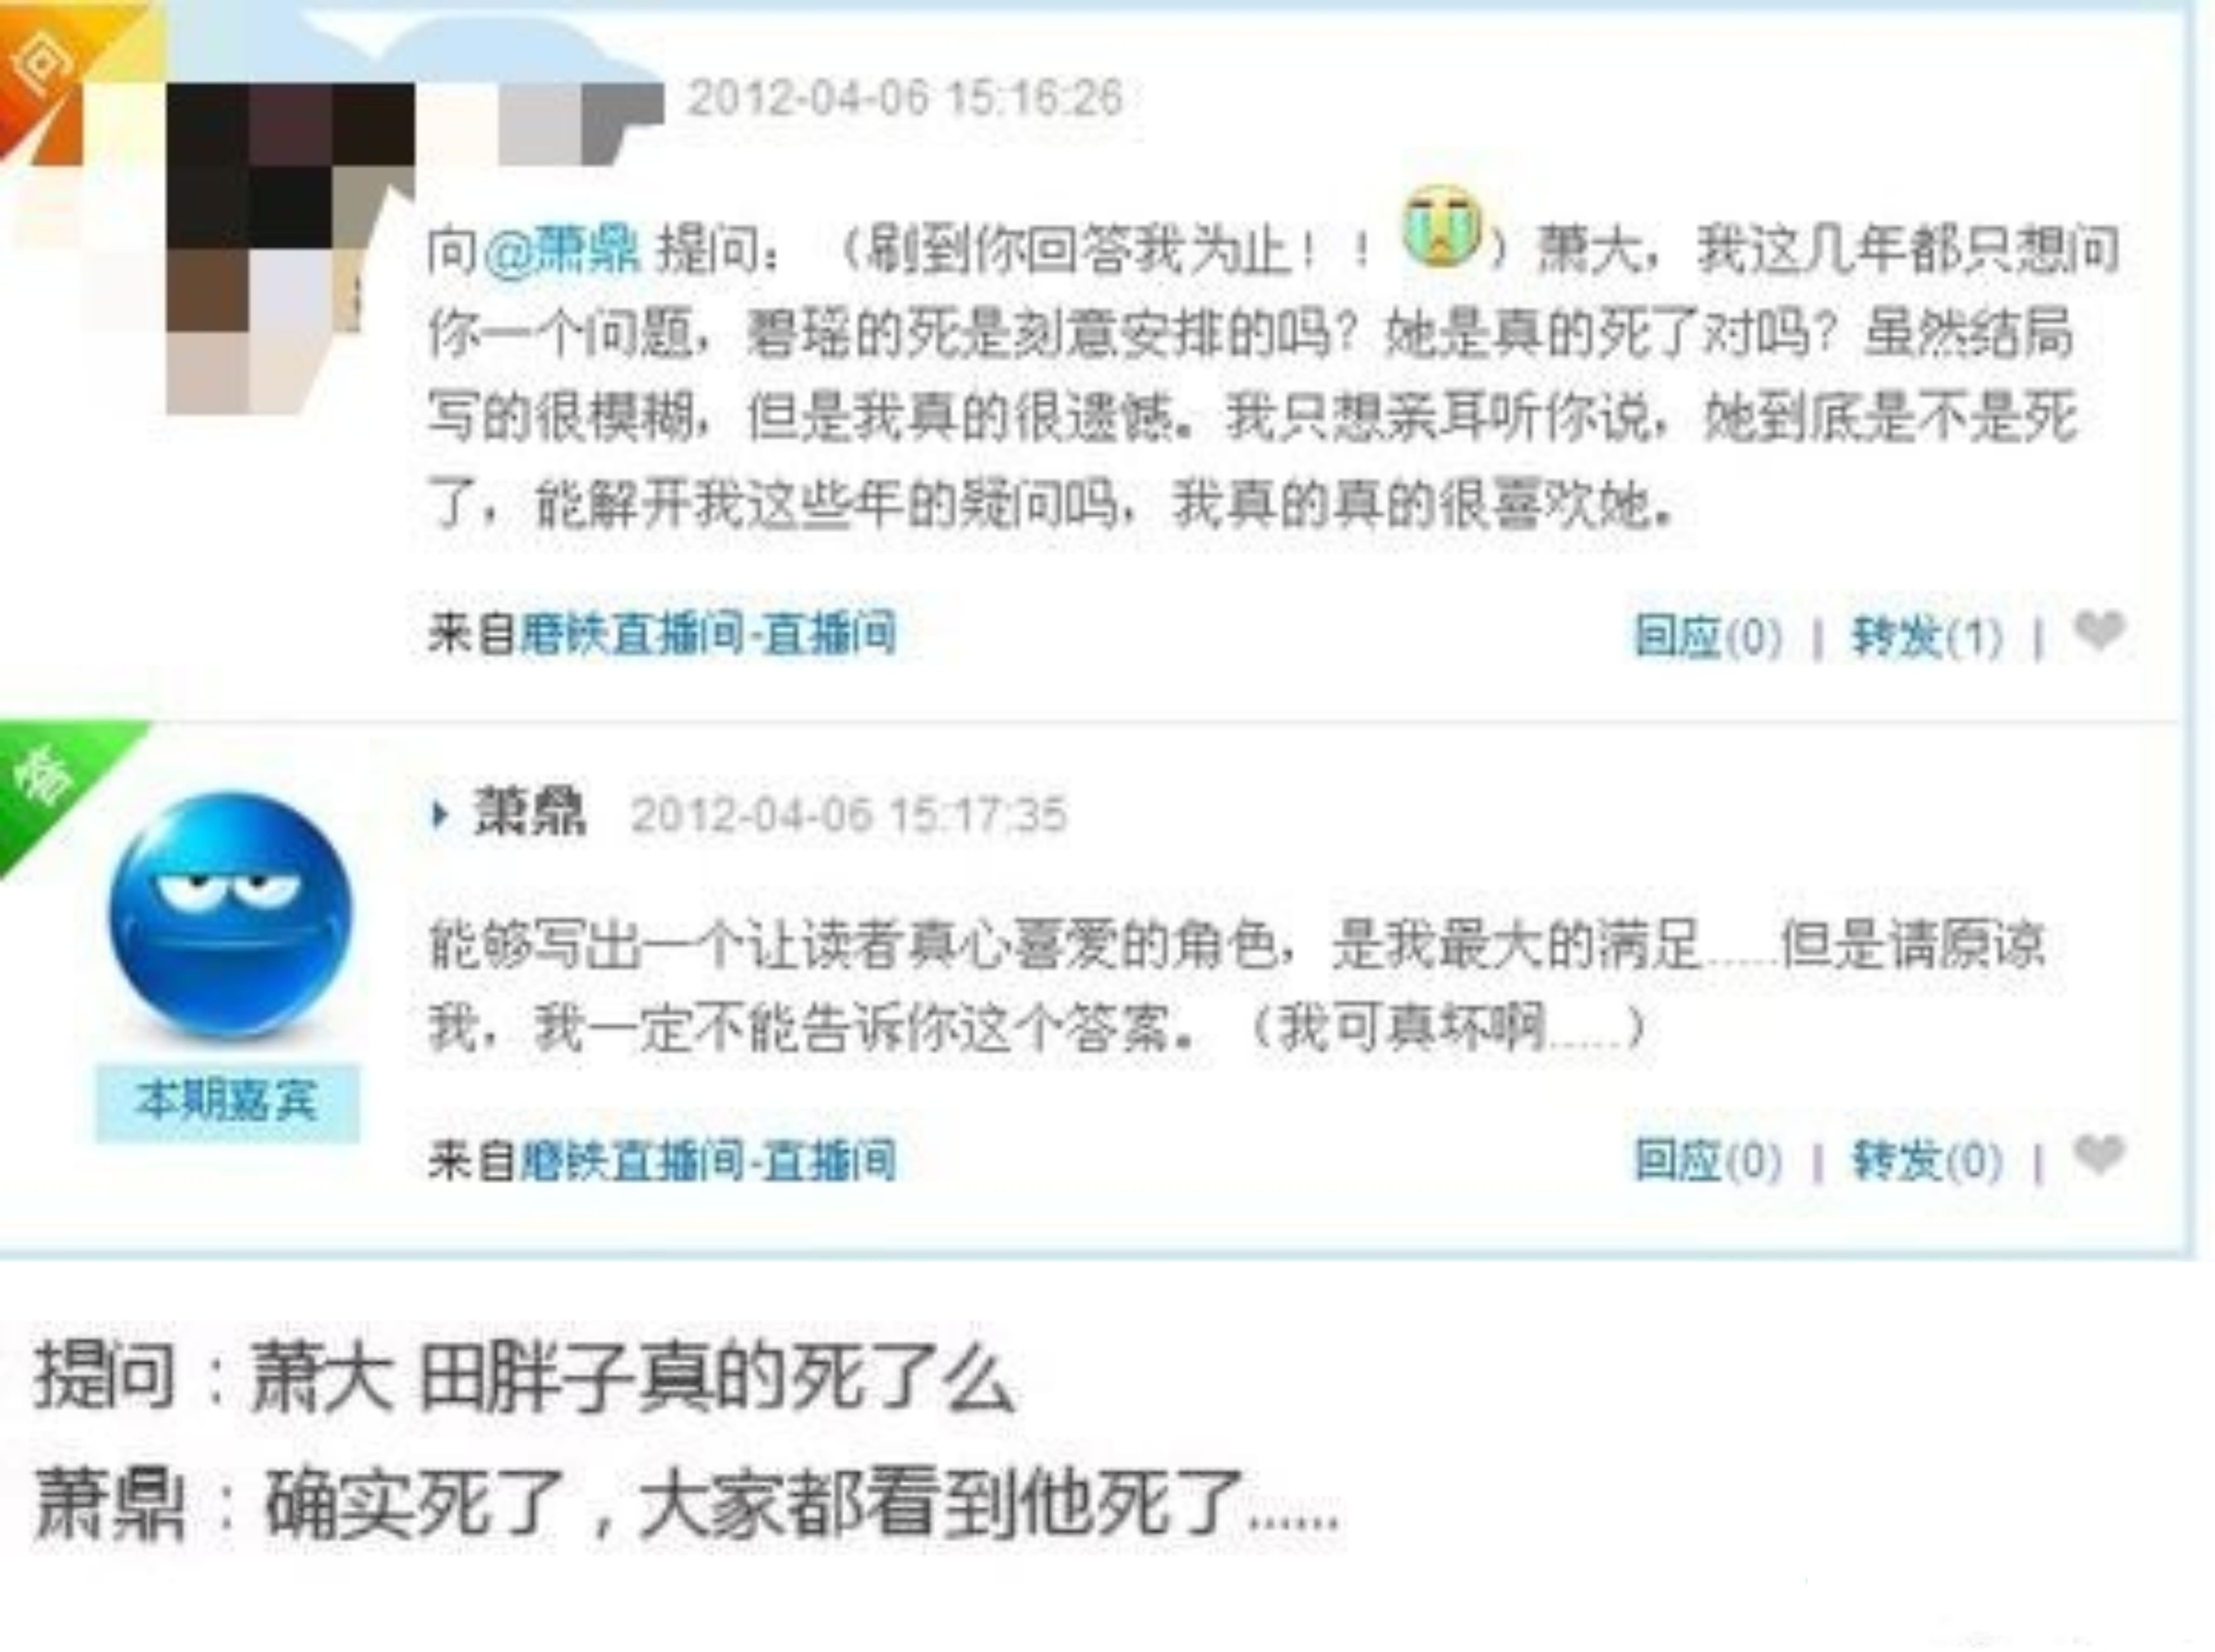 问
2012-04-06 15:16:26
向@萧鼎 提问：（刷到你回答我为止！！）萧大，我这几年都只想问
你一个问题，碧瑶的死是刻意安排的吗？她是真的死了对吗？虽然结局
写的很模糊，但是我真的很遗憾。我只想亲耳听你说，她到底是不是死
了，能解开我这些年的疑问吗，我真的真的很喜欢她。
来自磨铁直播间-直播间 回应(0) | 转发(1) |
答
萧鼎 2012-04-06 15:17:35
能够写出一个让读者真心喜爱的角色，是我最大的满足......但是请原谅
我，我一定不能告诉你这个答案。（我可真坏啊......）
本期嘉宾
来自磨铁直播间-直播间 回应(0) | 转发(0) |
提问：萧大 田胖子真的死了么
萧鼎：确实死了，大家都看到他死了......